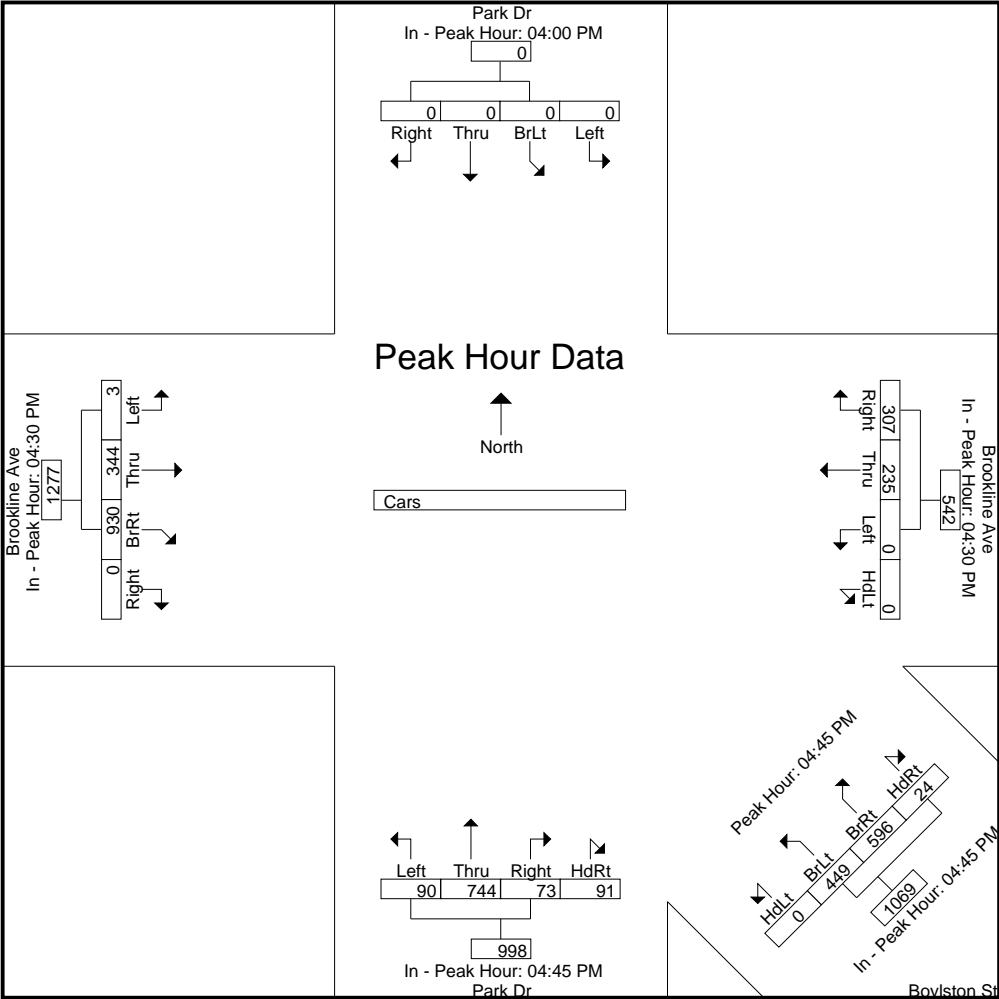 Park Dr
In - Peak Hour: 04:00 PM
0
0 0 0 0
Right Thru BrLt Left
Peak Hour Data
North
Cars
Brookline Ave
In - Peak Hour: 04:30 PM
1277
3 344 930 0
Left Thru BrRt Right
Brookline Ave
In - Peak Hour: 04:30 PM
542
307 235 0 0
Right Thru Left HdLt
Peak Hour: 04:45 PM
HdLt BrLt BrRt HdRt
0 449 596 24
1069
In - Peak Hour: 04:45 PM
Boylston St
Left Thru Right HdRt
90 744 73 91
998
In - Peak Hour: 04:45 PM
Park Dr